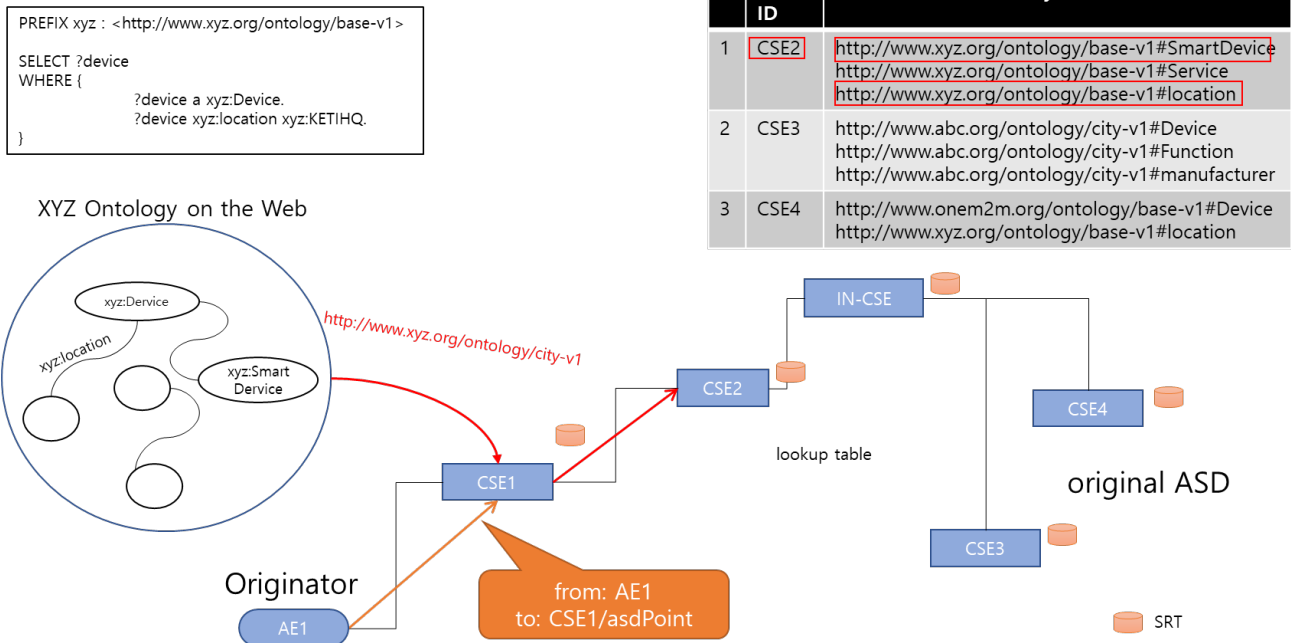 PREFIX xyz : <http://www.xyz.org/ontology/base-v1>
SELECT ?device
WHERE {
?device a xyz:Device.
?device xyz:location xyz:KETIHQ.
}
ID
1 CSE2 http://www.xyz.org/ontology/base-v1#SmartDevice
http://www.xyz.org/ontology/base-v1#Service
http://www.xyz.org/ontology/base-v1#location
2 CSE3 http://www.abc.org/ontology/city-v1#Device
http://www.abc.org/ontology/city-v1#Function
http://www.abc.org/ontology/city-v1#manufacturer
3 CSE4 http://www.onem2m.org/ontology/base-v1#Device
http://www.xyz.org/ontology/base-v1#location
XYZ Ontology on the Web
xyz:Dervice
xyz:location
xyz:Smart
Dervice
http://www.xyz.org/ontology/city-v1
IN-CSE
CSE2
CSE4
lookup table
CSE1
original ASD
CSE3
Originator
from: AE1
to: CSE1/asdPoint
AE1
SRT